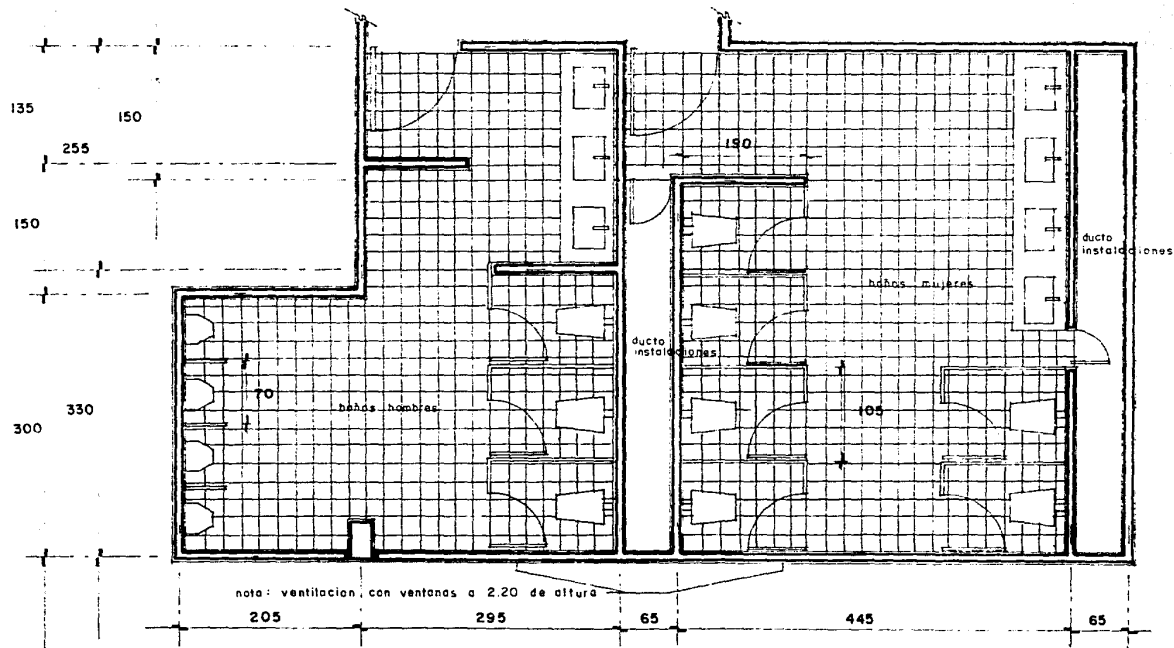 135
150
255
150
330
300
190
ducto
instalaciones
baños mujeres
ducto
instalaciones
70
baños hombres
105
nota: ventilacion con ventanas a 2.20 de altura
205
295
65
445
65